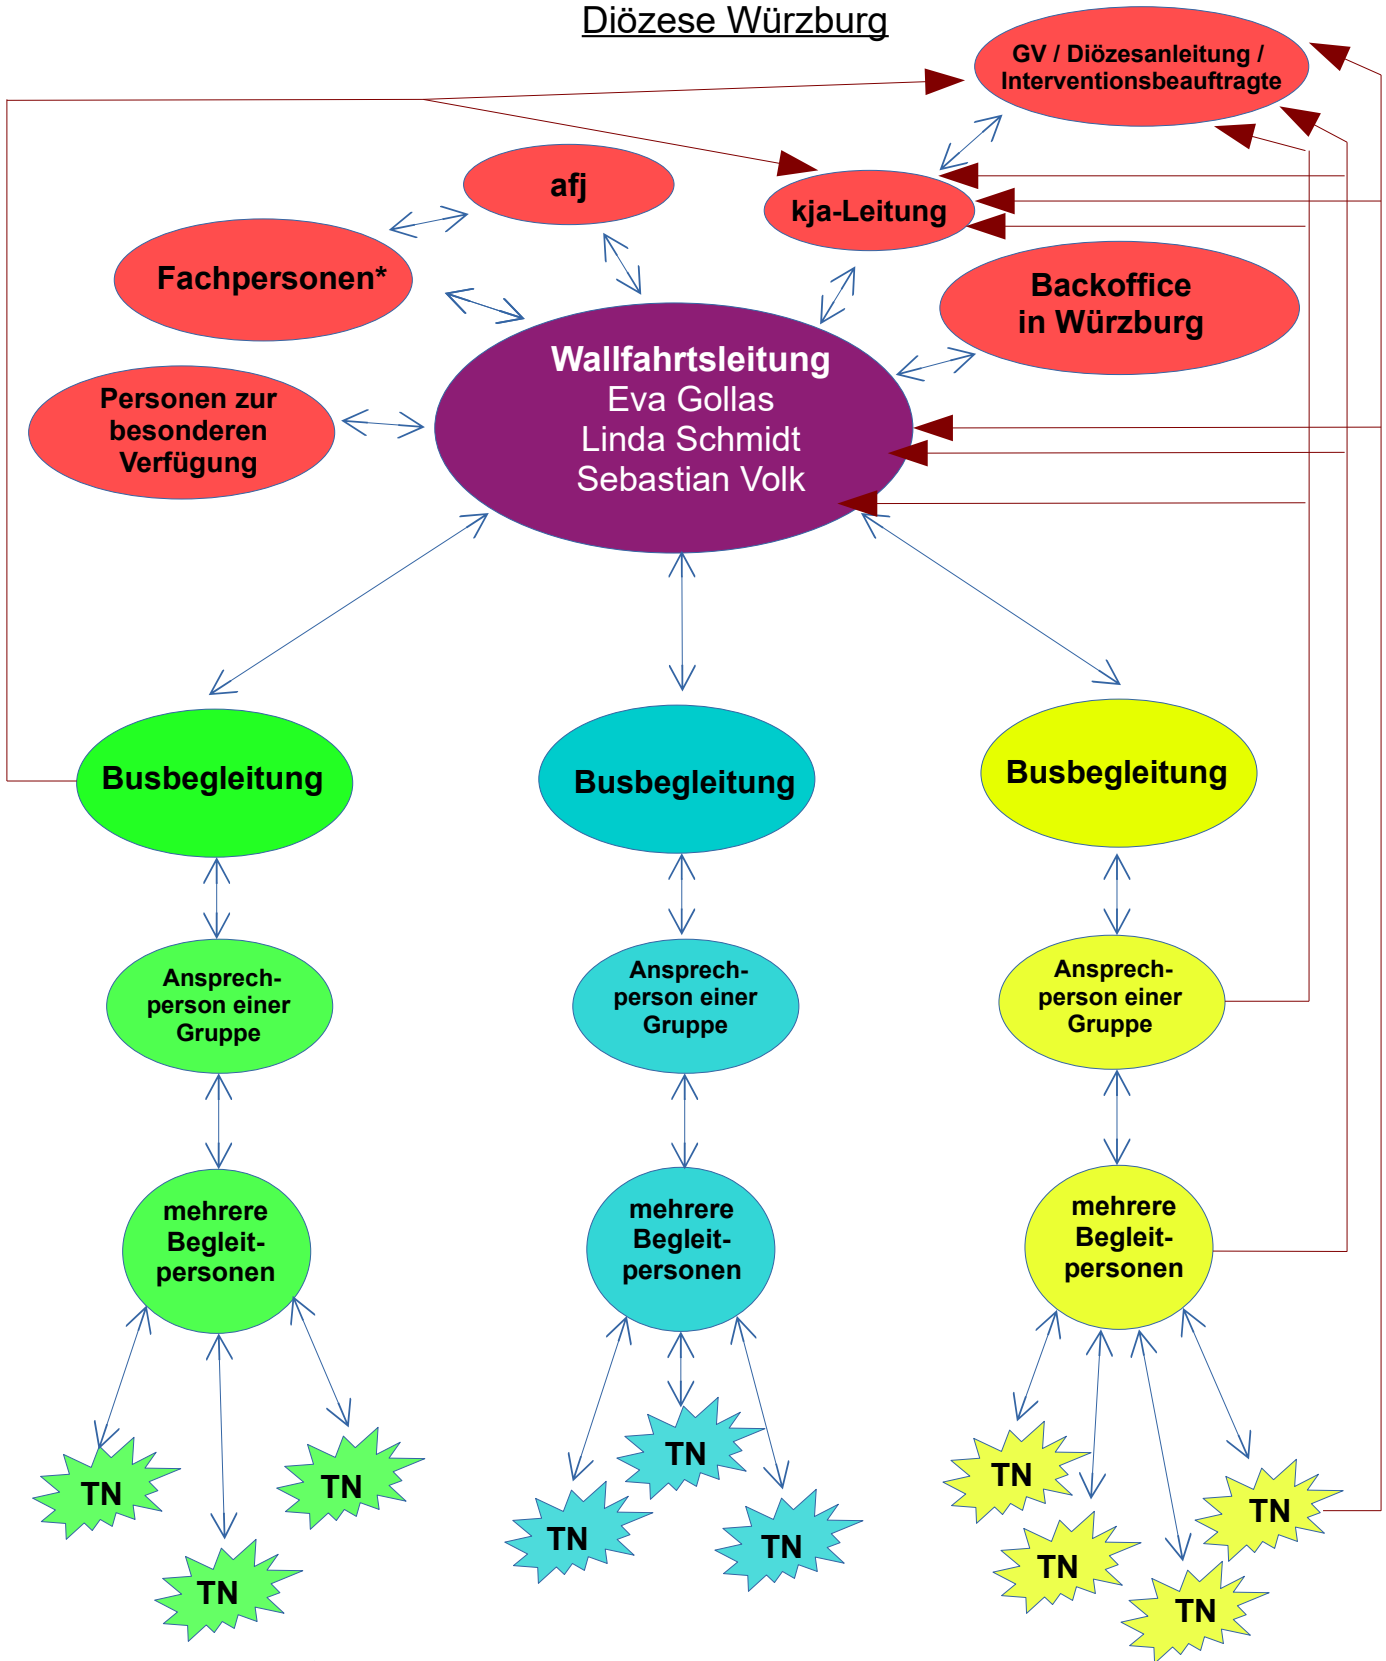 Diözese Würzburg
GV / Diözesanleitung /
Interventionsbeauftragte
afj
kja-Leitung
Fachpersonen*
Backoffice
in Würzburg
Wallfahrtsleitung
Eva Gollas
Linda Schmidt
Sebastian Volk
Personen zur
besonderen
Verfügung
Busbegleitung
Busbegleitung
Busbegleitung
Ansprech-
person einer
Gruppe
Ansprech-
person einer
Gruppe
Ansprech-
person einer
Gruppe
mehrere
Begleit-
personen
mehrere
Begleit-
personen
mehrere
Begleit-
personen
TN
TN
TN
TN
TN
TN
TN
TN
TN
TN